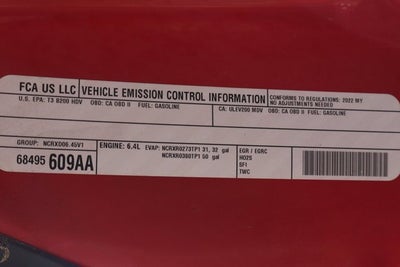 FCA US LLC VEHICLE EMISSION CONTROL INFORMATION CONFORMS TO REGULATIONS: 2022 MY
NO ADJUSTMENTS NEEDED
U.S. EPA: T3 8200 HDV OBD: CA OBD II FUEL: GASOLINE
CA: ULEV200 MDV OBD: CA OBD II FUEL: GASOLINE
GROUP: NCRXD06.45V1
68495 609AA
ENGINE: 6.4L EVAP: NCRXR0273TP1 31, 32 gal
NCRXR0380TP1 50 gal
EGR / EGRC
HO2S
SFI
TWC